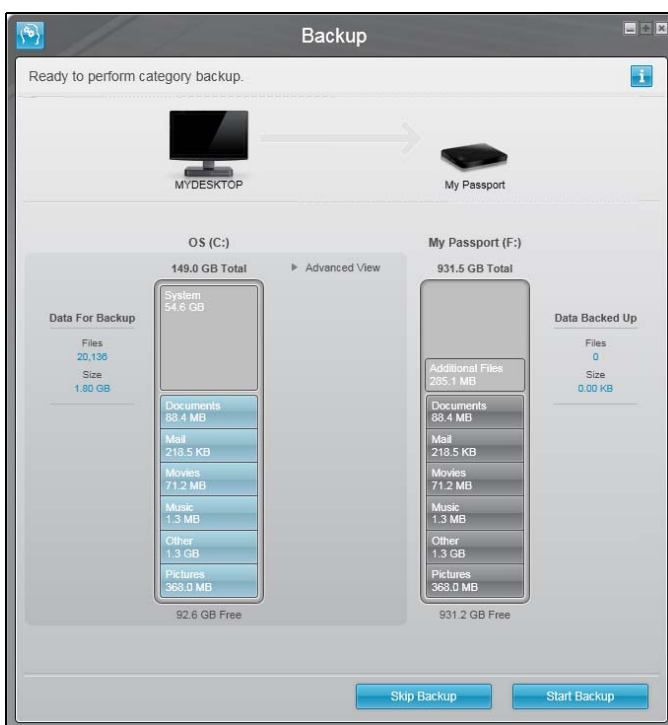 Backup
Ready to perform category backup.
i
MYDESKTOP
My Passport
OS (C:)
My Passport (F:)
149.0 GB Total
Advanced View
931.5 GB Total
Data For Backup
Files
20,136
Size
1.80 GB
System
54.6 GB
Documents
88.4 MB
Mail
218.5 KB
Movies
71.2 MB
Music
1.3 MB
Other
1.3 GB
Pictures
368.0 MB
92.6 GB Free
Additional Files
285.1 MB
Documents
88.4 MB
Mail
218.5 KB
Movies
71.2 MB
Music
1.3 MB
Other
1.3 GB
Pictures
368.0 MB
931.2 GB Free
Data Backed Up
Files
0
Size
0.00 KB
Skip Backup
Start Backup